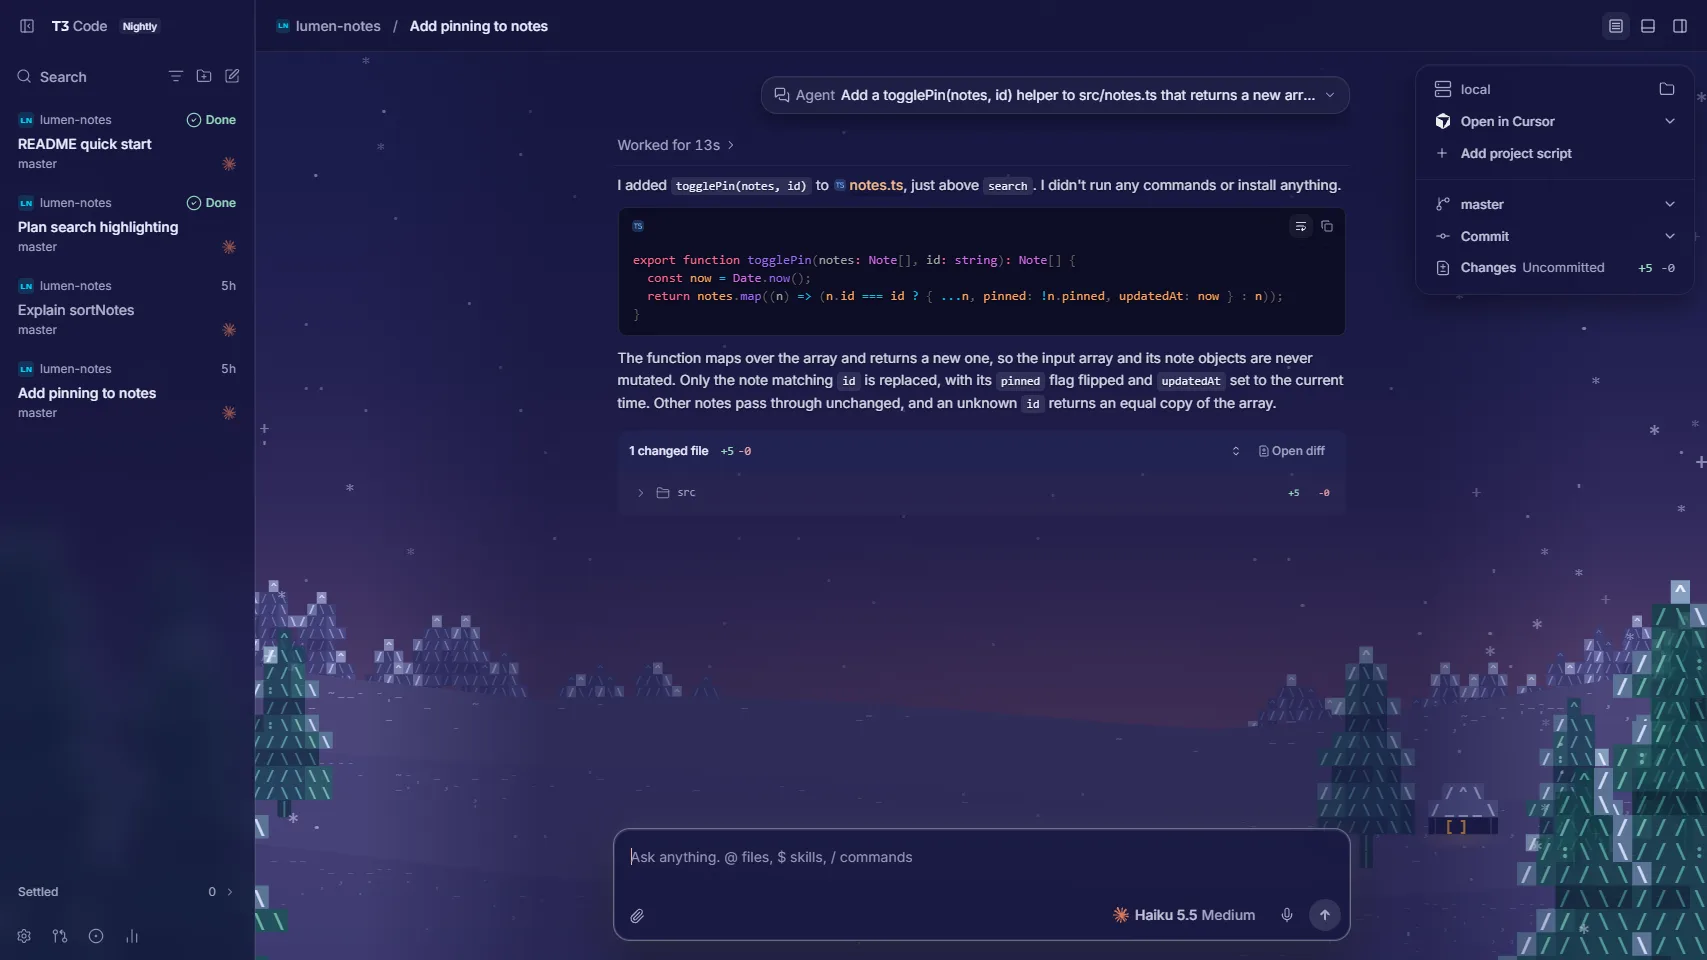 T3 Code Nightly
Search
LN lumen-notes Done
README quick start
master
LN lumen-notes Done
Plan search highlighting
master
LN lumen-notes 5h
Explain sortNotes
master
LN lumen-notes 5h
Add pinning to notes
master
Settled 0
LN lumen-notes / Add pinning to notes
Agent Add a togglePin(notes, id) helper to src/notes.ts that returns a new arr...
Worked for 13s
I added togglePin(notes, id) to TS notes.ts, just above search. I didn't run any commands or install anything.
TS
export function togglePin(notes: Note[], id: string): Note[] {
const now = Date.now();
return notes.map((n) => (n.id === id ? { ...n, pinned: !n.pinned, updatedAt: now } : n));
}
The function maps over the array and returns a new one, so the input array and its note objects are never
mutated. Only the note matching id is replaced, with its pinned flag flipped and updatedAt set to the current
time. Other notes pass through unchanged, and an unknown id returns an equal copy of the array.
1 changed file +5 -0 Open diff
src +5 -0
Ask anything. @ files, $ skills, / commands
Haiku 5.5 Medium
local
Open in Cursor
Add project script
master
Commit
Changes Uncommitted +5 -0